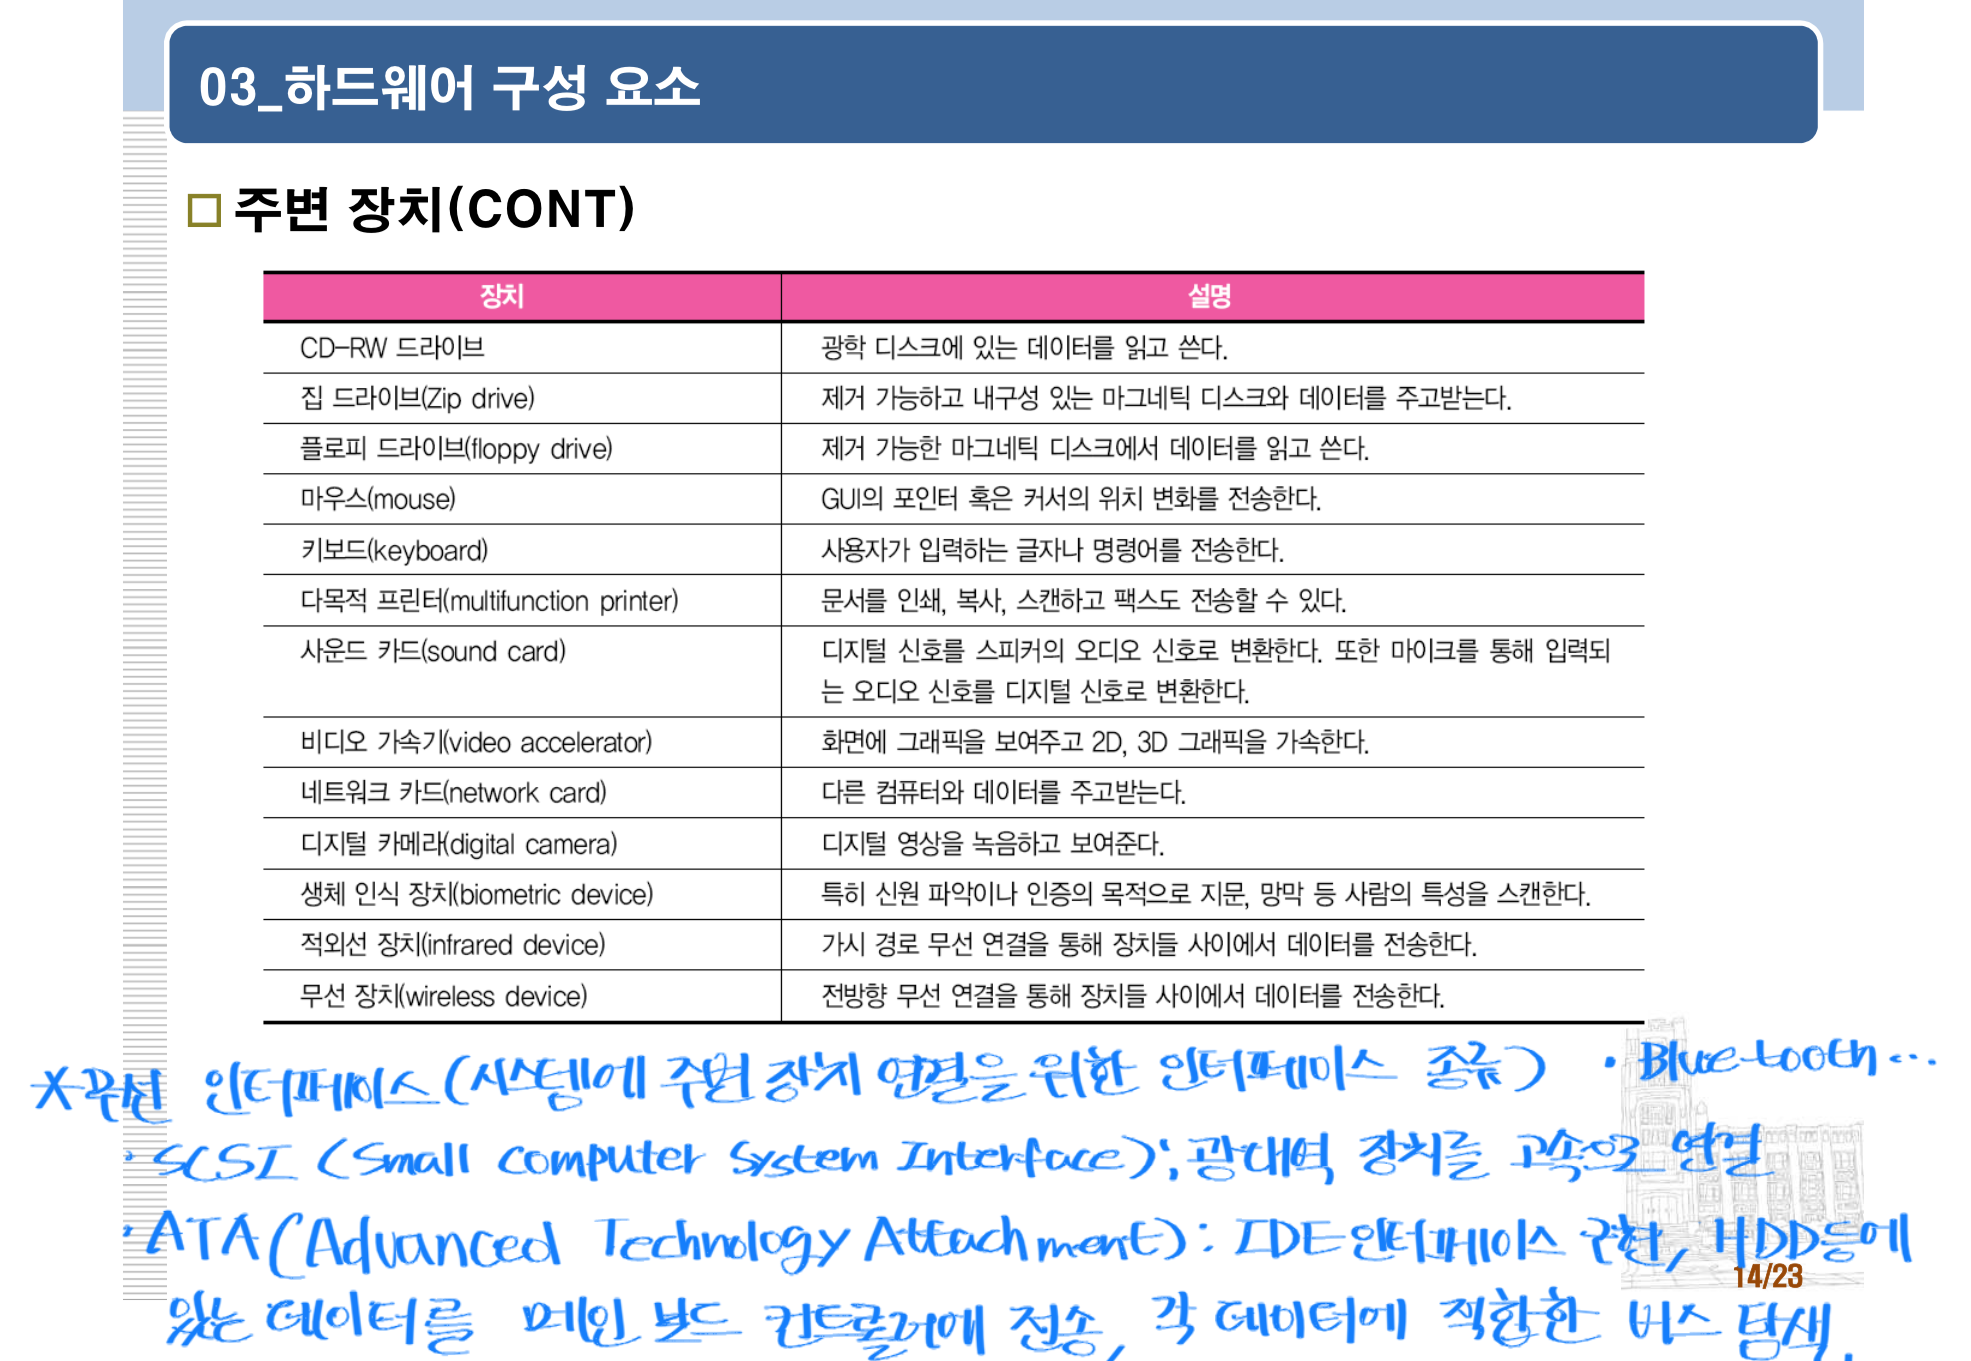 03_하드웨어 구성 요소
주변 장치(CONT)
장치 설명
CD-RW 드라이브 광학 디스크에 있는 데이터를 읽고 쓴다.
집 드라이브(Zip drive) 제거 가능하고 내구성 있는 마그네틱 디스크와 데이터를 주고받는다.
플로피 드라이브(floppy drive) 제거 가능한 마그네틱 디스크에서 데이터를 읽고 쓴다.
마우스(mouse) GUI의 포인터 혹은 커서의 위치 변화를 전송한다.
키보드(keyboard) 사용자가 입력하는 글자나 명령어를 전송한다.
다목적 프린터(multifunction printer) 문서를 인쇄, 복사, 스캔하고 팩스도 전송할 수 있다.
사운드 카드(sound card) 디지털 신호를 스피커의 오디오 신호로 변환한다. 또한 마이크를 통해 입력되
는 오디오 신호를 디지털 신호로 변환한다.
비디오 가속기(video accelerator) 화면에 그래픽을 보여주고 2D, 3D 그래픽을 가속한다.
네트워크 카드(network card) 다른 컴퓨터와 데이터를 주고받는다.
디지털 카메라(digital camera) 디지털 영상을 녹음하고 보여준다.
생체 인식 장치(biometric device) 특히 신원 파악이나 인증의 목적으로 지문, 망막 등 사람의 특성을 스캔한다.
적외선 장치(infrared device) 가시 경로 무선 연결을 통해 장치들 사이에서 데이터를 전송한다.
무선 장치(wireless device) 전방향 무선 연결을 통해 장치들 사이에서 데이터를 전송한다.
인터페이스 (시스템에 주변 장치 연결을 위한 인터페이스 종류) · Bluetooth...
· SCSI (Small Computer System Interface); 광대역 장치를 고속으로 연결
· ATA (Advanced Technology Attachment) : IDE 인터페이스 구현, HDD등에
14/23
있는 데이터를 메인 보드 컨트롤러에 전송, 각 데이터에 적합한 버스 탐색.